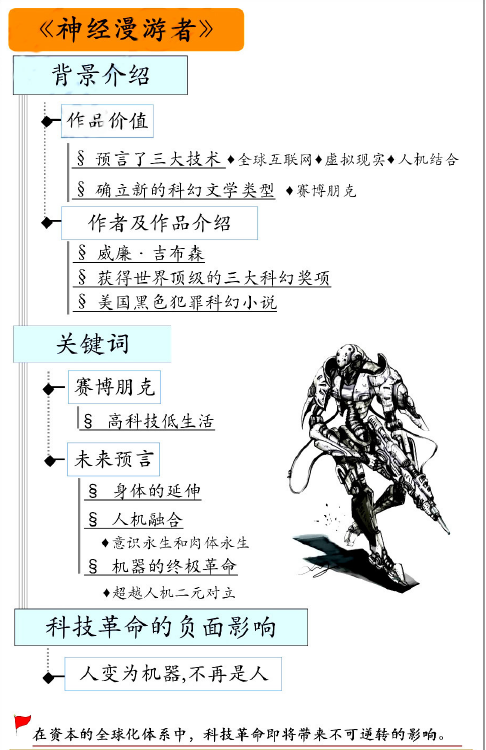 《神经漫游者》
背景介绍
作品价值
§ 预言了三大技术 ♦全球互联网♦虚拟现实♦人机结合
§ 确立新的科幻文学类型 ♦赛博朋克
作者及作品介绍
§ 威廉·吉布森
§ 获得世界顶级的三大科幻奖项
§ 美国黑色犯罪科幻小说
关键词
赛博朋克
§ 高科技低生活
未来预言
§ 身体的延伸
§ 人机融合
♦意识永生和肉体永生
§ 机器的终极革命
♦超越人机二元对立
科技革命的负面影响
人变为机器,不再是人
在资本的全球化体系中，科技革命即将带来不可逆转的影响。